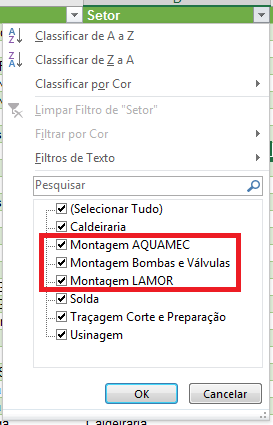 Setor
Classificar de A a Z
Classificar de Z a A
Classificar por Cor
Limpar Filtro de "Setor"
Filtrar por Cor
Filtros de Texto
Pesquisar
(Selecionar Tudo)
Caldeiraria
Montagem AQUAMEC
Montagem Bombas e Válvulas
Montagem LAMOR
Solda
Traçagem Corte e Preparação
Usinagem
OK
Cancelar